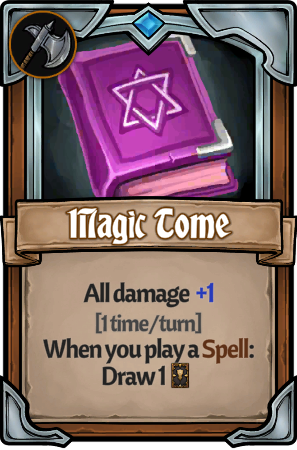 Magic Tome
All damage +1
[1 time/turn]
When you play a Spell:
Draw 1